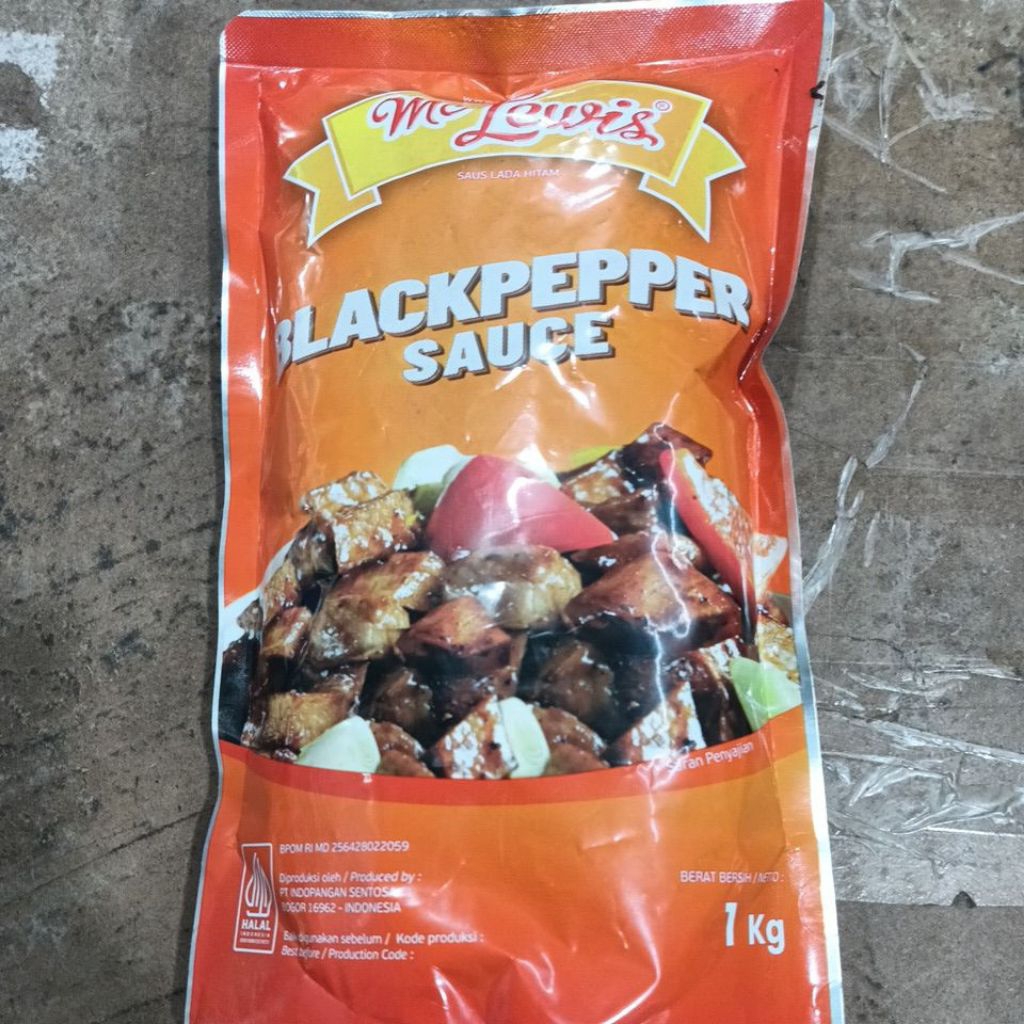 Mc Lewis®
SAUS LADA HITAM
BLACKPEPPER
SAUCE
Saran Penyajian
BPOM RI MD 256428022059
Diproduksi oleh / Produced by :
PT INDOPANGAN SENTOSA
BOGOR 16962 - INDONESIA
HALAL
INDONESIA
Baik digunakan sebelum / Kode produksi :
Best before / Production Code :
BERAT BERSIH / NETTO :
1 Kg